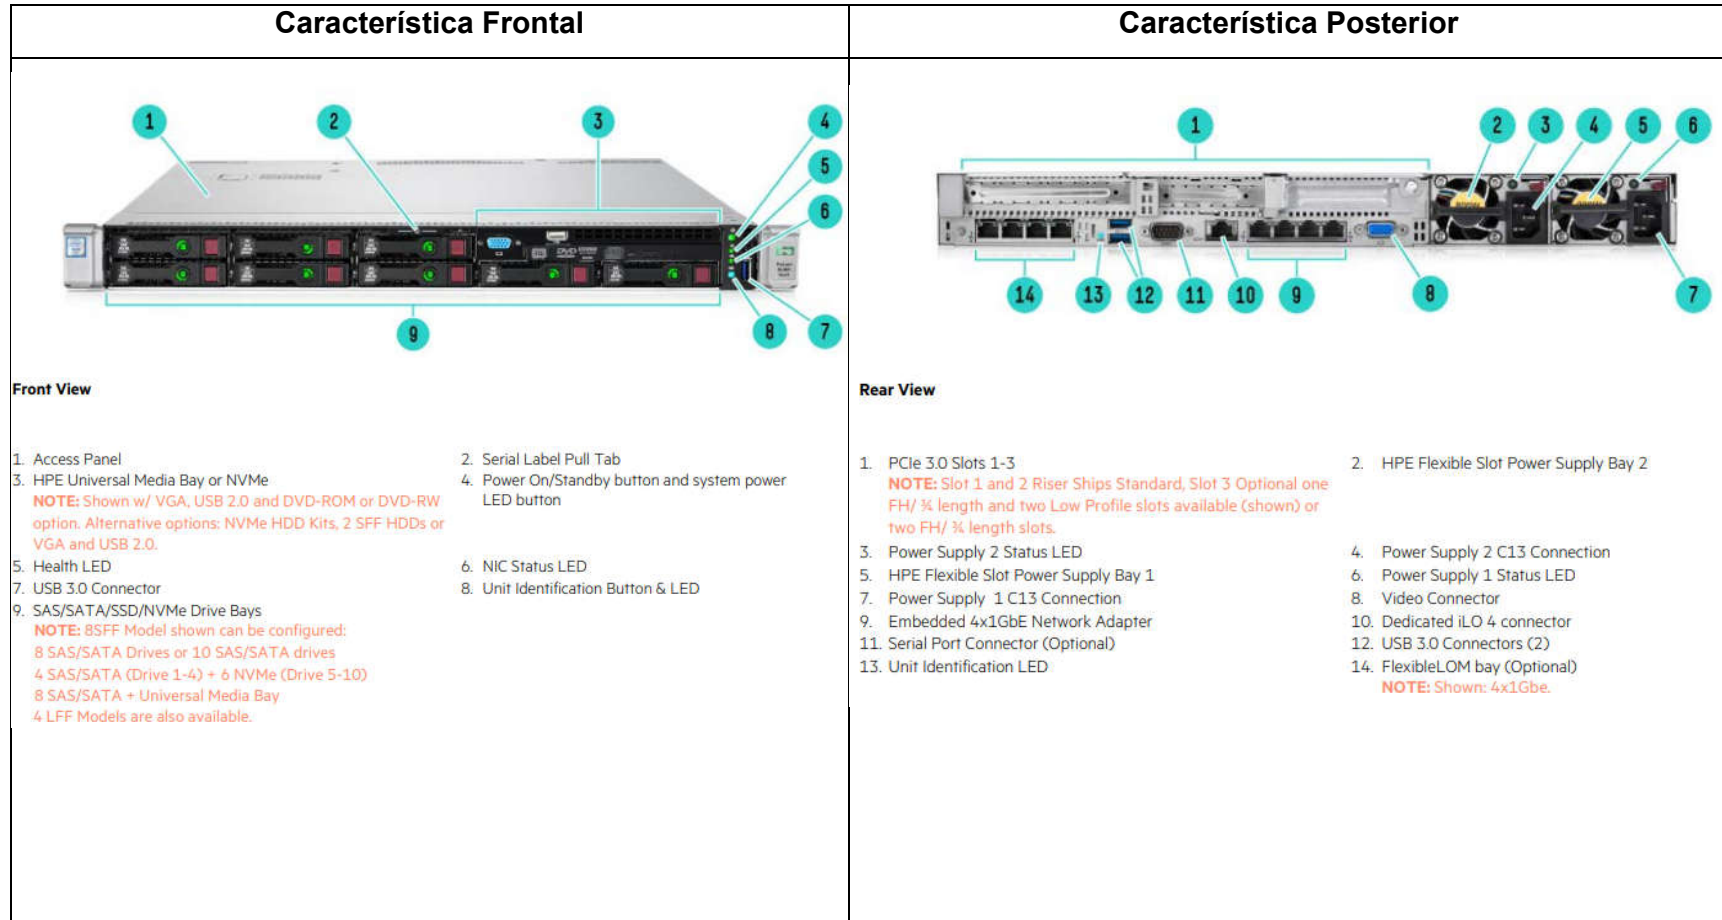 Característica Frontal
Característica Posterior
1
2
3
4
5
6
7
8
9
DVD
Front View
1. Access Panel
2. Serial Label Pull Tab
3. HPE Universal Media Bay or NVMe
NOTE: Shown w/ VGA, USB 2.0 and DVD-ROM or DVD-RW
option. Alternative options: NVMe HDD Kits, 2 SFF HDDs or
VGA and USB 2.0.
4. Power On/Standby button and system power
LED button
5. Health LED
6. NIC Status LED
7. USB 3.0 Connector
8. Unit Identification Button & LED
9. SAS/SATA/SSD/NVMe Drive Bays
NOTE: 8SFF Model shown can be configured:
8 SAS/SATA Drives or 10 SAS/SATA drives
4 SAS/SATA (Drive 1-4) + 6 NVMe (Drive 5-10)
8 SAS/SATA + Universal Media Bay
4 LFF Models are also available.
1
2
3
4
5
6
14
13
12
11
10
9
8
7
Rear View
1. PCIe 3.0 Slots 1-3
NOTE: Slot 1 and 2 Riser Ships Standard, Slot 3 Optional one
FH/ ¾ length and two Low Profile slots available (shown) or
two FH/ ¾ length slots.
2. HPE Flexible Slot Power Supply Bay 2
3. Power Supply 2 Status LED
4. Power Supply 2 C13 Connection
5. HPE Flexible Slot Power Supply Bay 1
6. Power Supply 1 Status LED
7. Power Supply 1 C13 Connection
8. Video Connector
9. Embedded 4x1GbE Network Adapter
10. Dedicated iLO 4 connector
11. Serial Port Connector (Optional)
12. USB 3.0 Connectors (2)
13. Unit Identification LED
14. FlexibleLOM bay (Optional)
NOTE: Shown: 4x1Gbe.